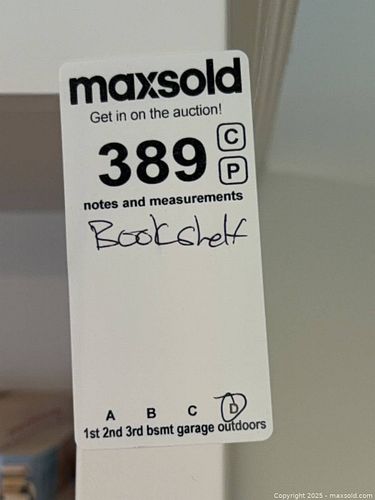 maxsold
Get in on the auction!
389 C
P
notes and measurements
Bookshelf
A B C D
1st 2nd 3rd bsmt garage outdoors
Copyright 2025 - maxsold.com